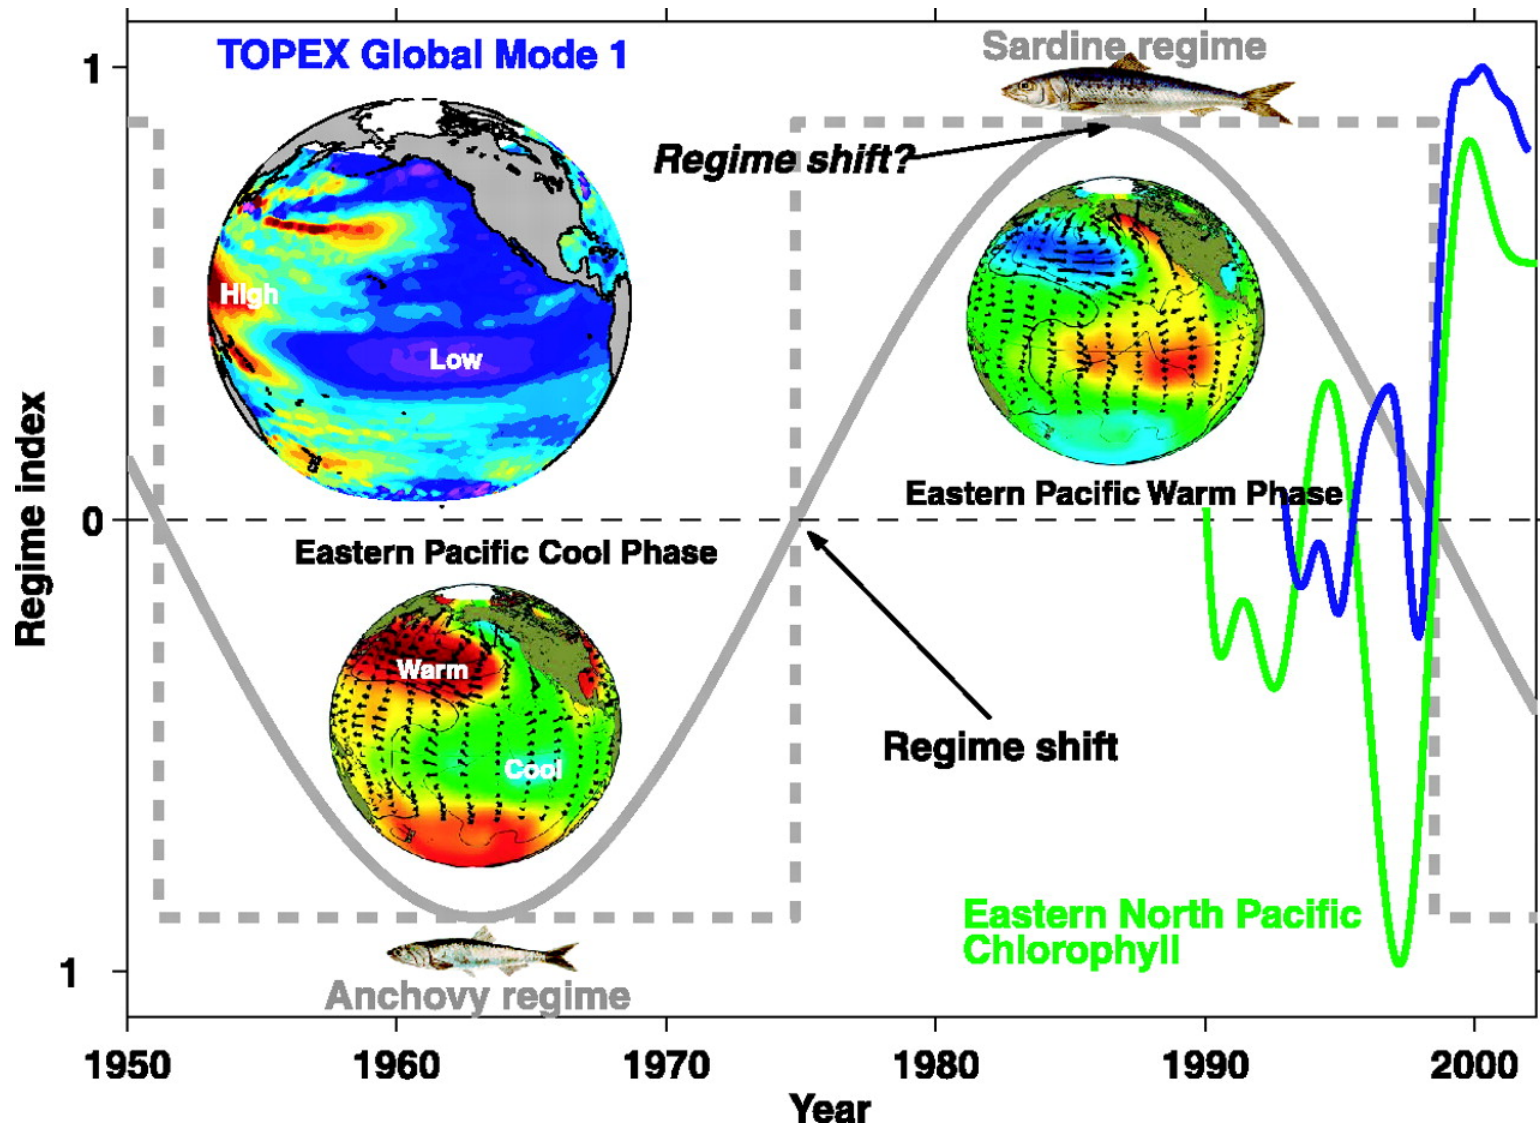 TOPEX Global Mode 1
Sardine regime
Regime shift?
High
Low
Eastern Pacific Warm Phase
Eastern Pacific Cool Phase
Warm
Cool
Regime shift
Eastern North Pacific
Chlorophyll
Anchovy regime
Regime index
1
0
1
1950 1960 1970 1980 1990 2000
Year